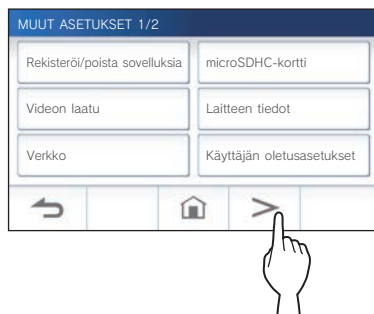 MUUT ASETUKSET 1/2
Rekisteröi/poista sovelluksia
microSDHC-kortti
Videon laatu
Laitteen tiedot
Verkko
Käyttäjän oletusasetukset